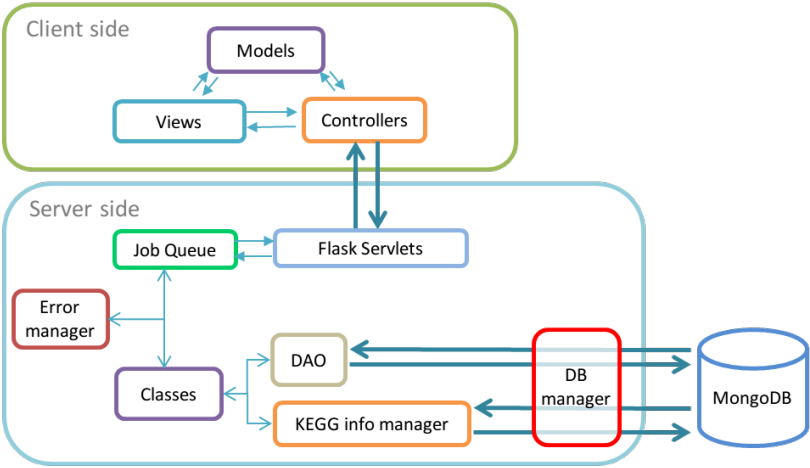 Client side
Models
Views
Controllers
Server side
Job Queue
Flask Servlets
Error
manager
DAO
DB
manager
MongoDB
Classes
KEGG info manager